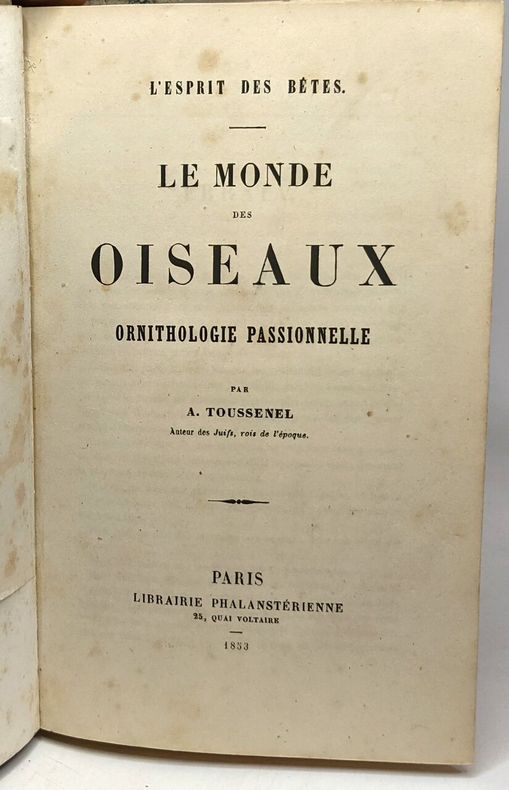 L'ESPRIT DES BÊTES.
LE MONDE
DES
OISEAUX
ORNITHOLOGIE PASSIONNELLE
PAR
A. TOUSSENEL
Auteur des Juifs, rois de l'époque.
PARIS
LIBRAIRIE PHALANSTÉRIENNE
25, QUAI VOLTAIRE
1853